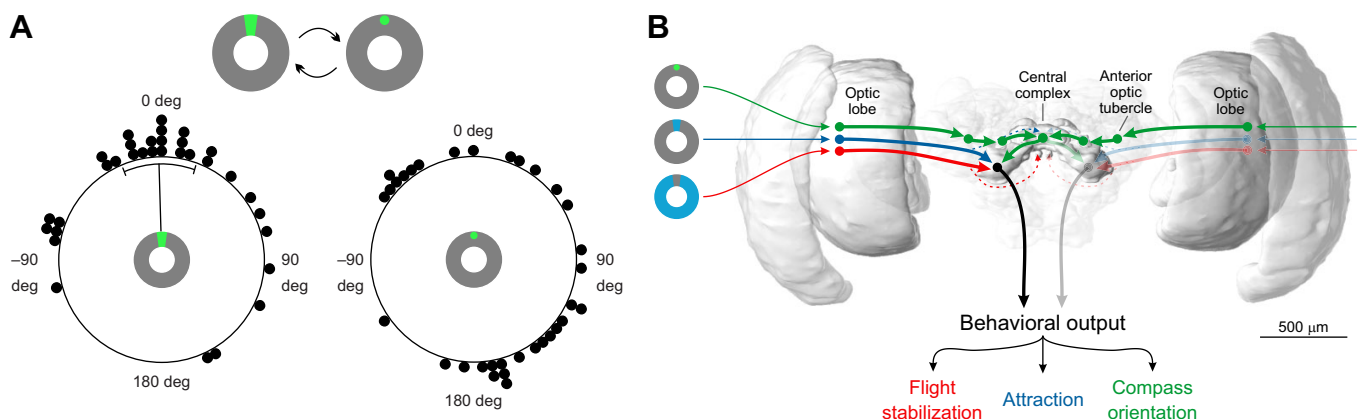 A
0 deg
–90
deg
90
deg
180 deg
0 deg
–90
deg
90
deg
180 deg
B
Optic
lobe
Central
complex
Anterior
optic
tubercle
Optic
lobe
Behavioral output
500 μm
Flight
stabilization
Attraction
Compass
orientation